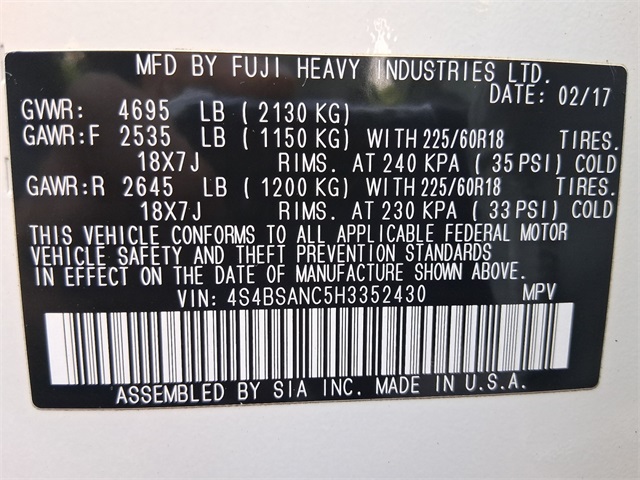 MFD BY FUJI HEAVY INDUSTRIES LTD.
DATE: 02/17
GVWR: 4695 LB ( 2130 KG)
GAWR:F 2535 LB ( 1150 KG) WITH 225/60R18 TIRES.
18X7J RIMS. AT 240 KPA ( 35 PSI) COLD
GAWR:R 2645 LB ( 1200 KG) WITH 225/60R18 TIRES.
18X7J RIMS. AT 230 KPA ( 33 PSI) COLD
THIS VEHICLE CONFORMS TO ALL APPLICABLE FEDERAL MOTOR
VEHICLE SAFETY AND THEFT PREVENTION STANDARDS
IN EFFECT ON THE DATE OF MANUFACTURE SHOWN ABOVE.
VIN: 4S4BSANC5H3352430 MPV
ASSEMBLED BY SIA INC. MADE IN U.S.A.